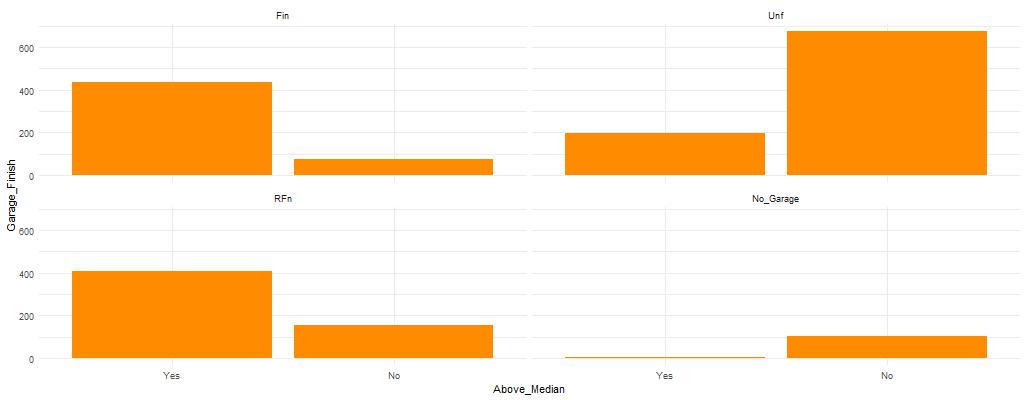 Fin
Unf
600
400
200
0
RFn
No_Garage
600
400
200
0
Garage_Finish
Yes
No
Yes
No
Above_Median